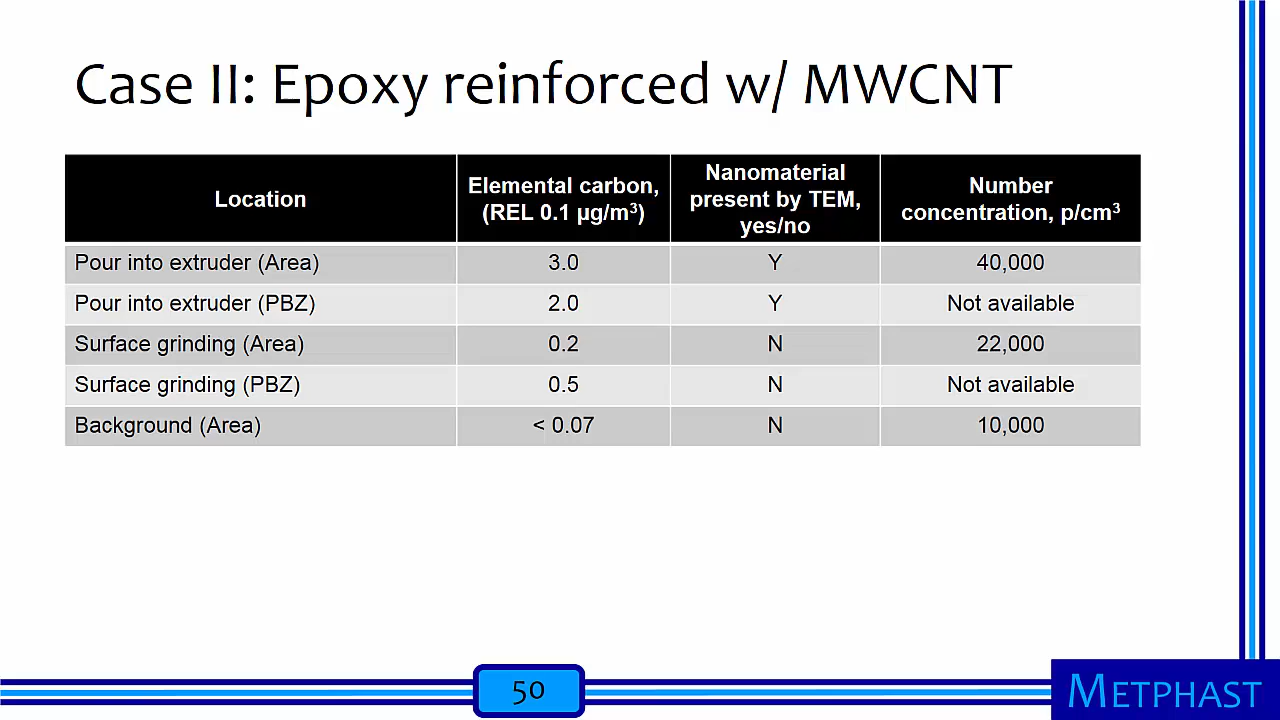 Case II: Epoxy reinforced w/ MWCNT
Location
Elemental carbon,
(REL 0.1 µg/m³)
Nanomaterial
present by TEM,
yes/no
Number
concentration, p/cm³
Pour into extruder (Area) 3.0 Y 40,000
Pour into extruder (PBZ) 2.0 Y Not available
Surface grinding (Area) 0.2 N 22,000
Surface grinding (PBZ) 0.5 N Not available
Background (Area) < 0.07 N 10,000
50
METPHAST